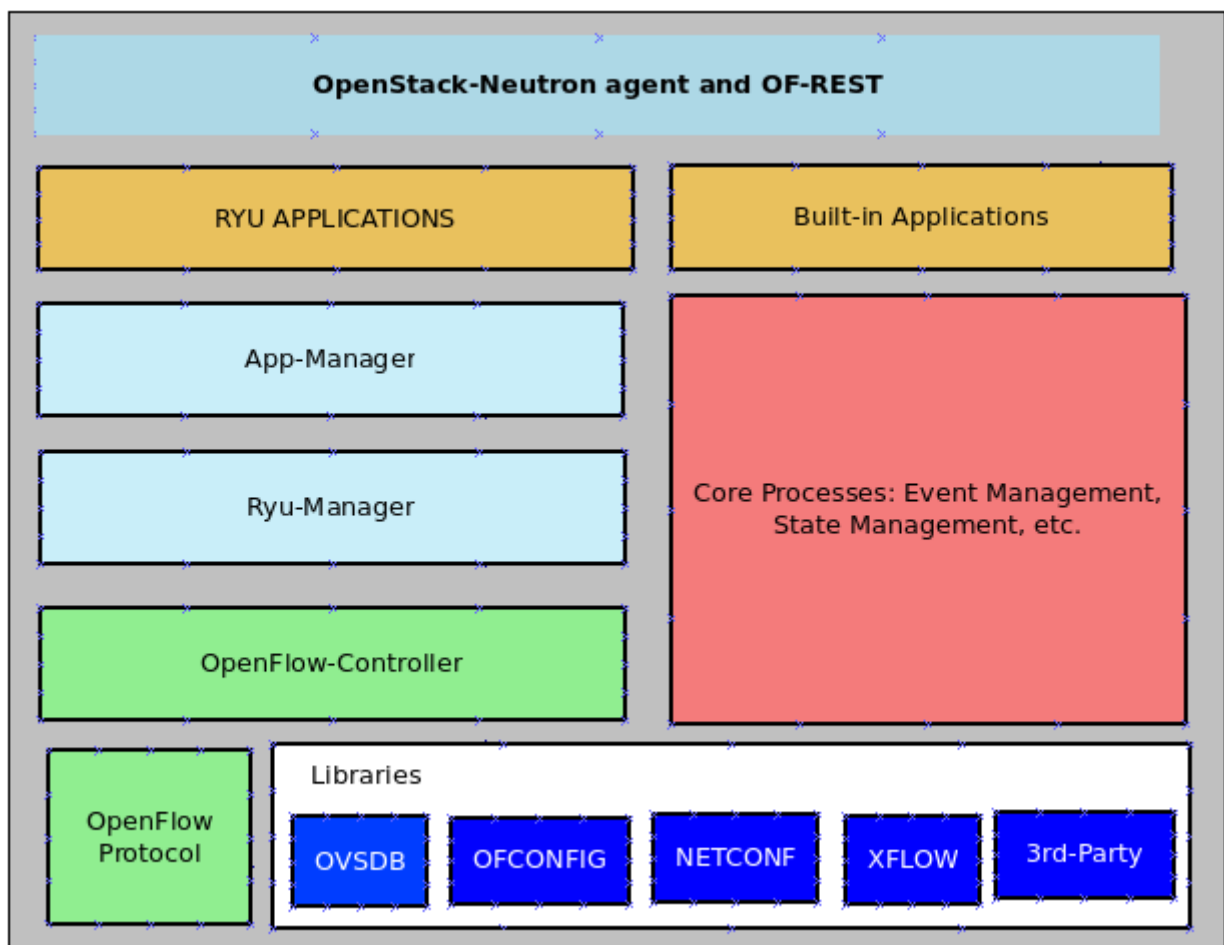 OpenStack-Neutron agent and OF-REST
RYU APPLICATIONS
Built-in Applications
App-Manager
Ryu-Manager
Core Processes: Event Management,
State Management, etc.
OpenFlow-Controller
OpenFlow
Protocol
Libraries
OVSDB
OFCONFIG
NETCONF
XFLOW
3rd-Party